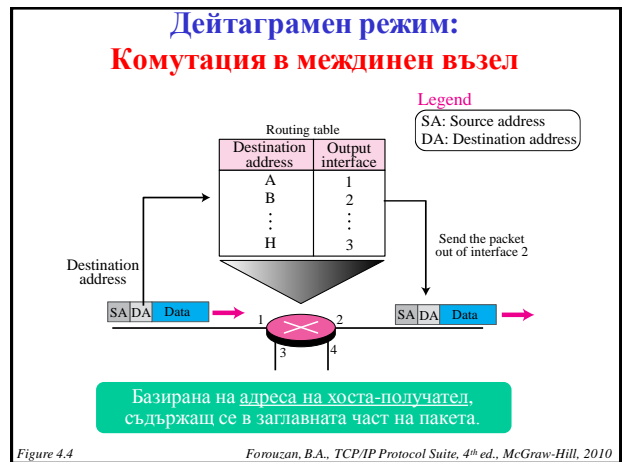 Дейтаграмен режим:
Комутация в междинен възел
Legend
SA: Source address
DA: Destination address
Routing table
Destination address
Output interface
A 1
B 2
⋮ ⋮
H 3
Destination
address
Send the packet
out of interface 2
SA DA Data
1
2
3
4
SA DA Data
Базирана на адреса на хоста-получател,
съдържащ се в заглавната част на пакета.
Figure 4.4
Forouzan, B.A., TCP/IP Protocol Suite, 4th ed., McGraw-Hill, 2010